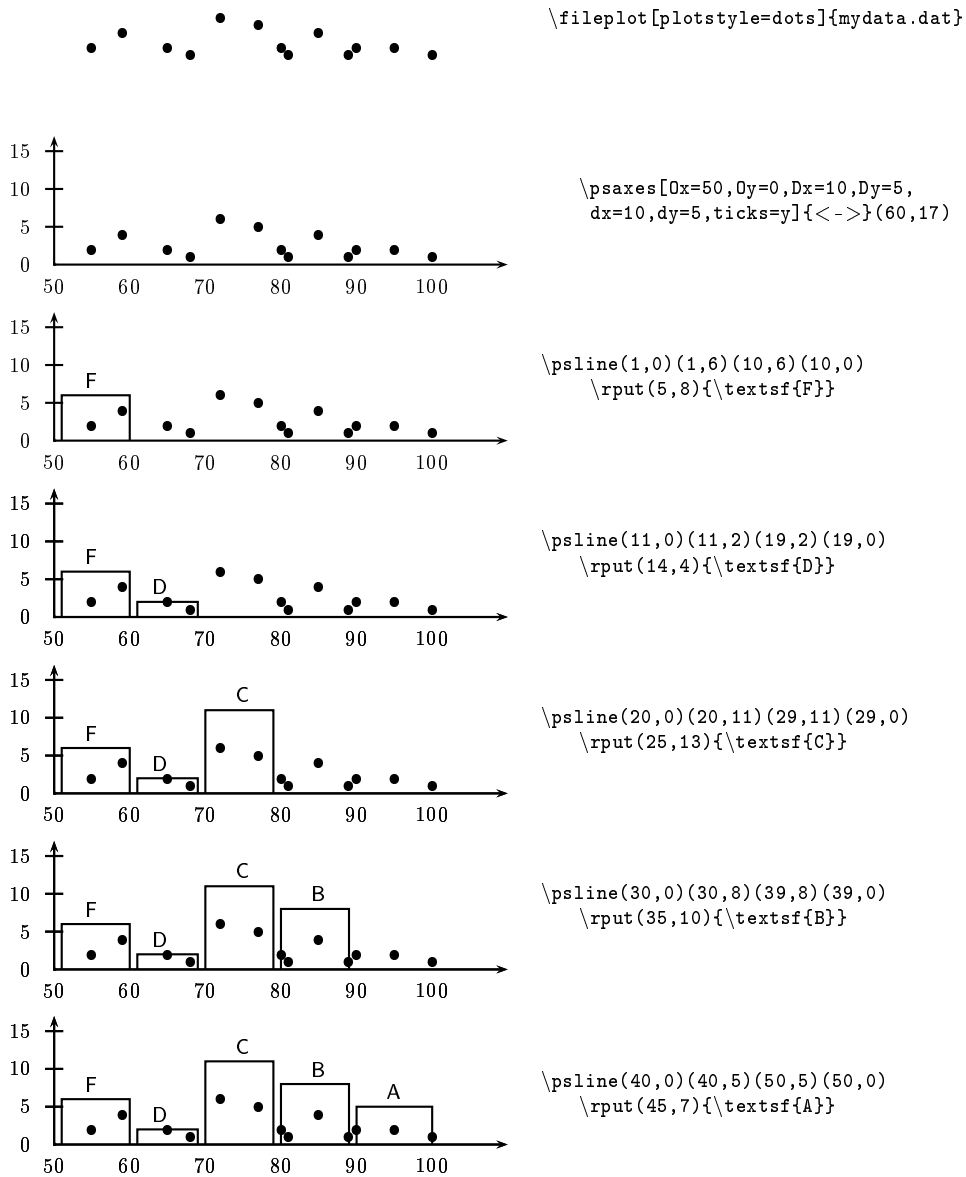 \fileplot[plotstyle=dots]{mydata.dat}
15
10
5
0
50 60 70 80 90 100
\psaxes[Ox=50,Oy=0,Dx=10,Dy=5,
dx=10,dy=5,ticks=y]{<->}(60,17)
15
10
F
5
0
50 60 70 80 90 100
\psline(1,0)(1,6)(10,6)(10,0)
\rput(5,8){\textsf{F}}
15
10
F
D
5
0
50 60 70 80 90 100
\psline(11,0)(11,2)(19,2)(19,0)
\rput(14,4){\textsf{D}}
15
C
10
F
D
5
0
50 60 70 80 90 100
\psline(20,0)(20,11)(29,11)(29,0)
\rput(25,13){\textsf{C}}
15
C
10
B
F
D
5
0
50 60 70 80 90 100
\psline(30,0)(30,8)(39,8)(39,0)
\rput(35,10){\textsf{B}}
15
C
10
B
A
F
D
5
0
50 60 70 80 90 100
\psline(40,0)(40,5)(50,5)(50,0)
\rput(45,7){\textsf{A}}